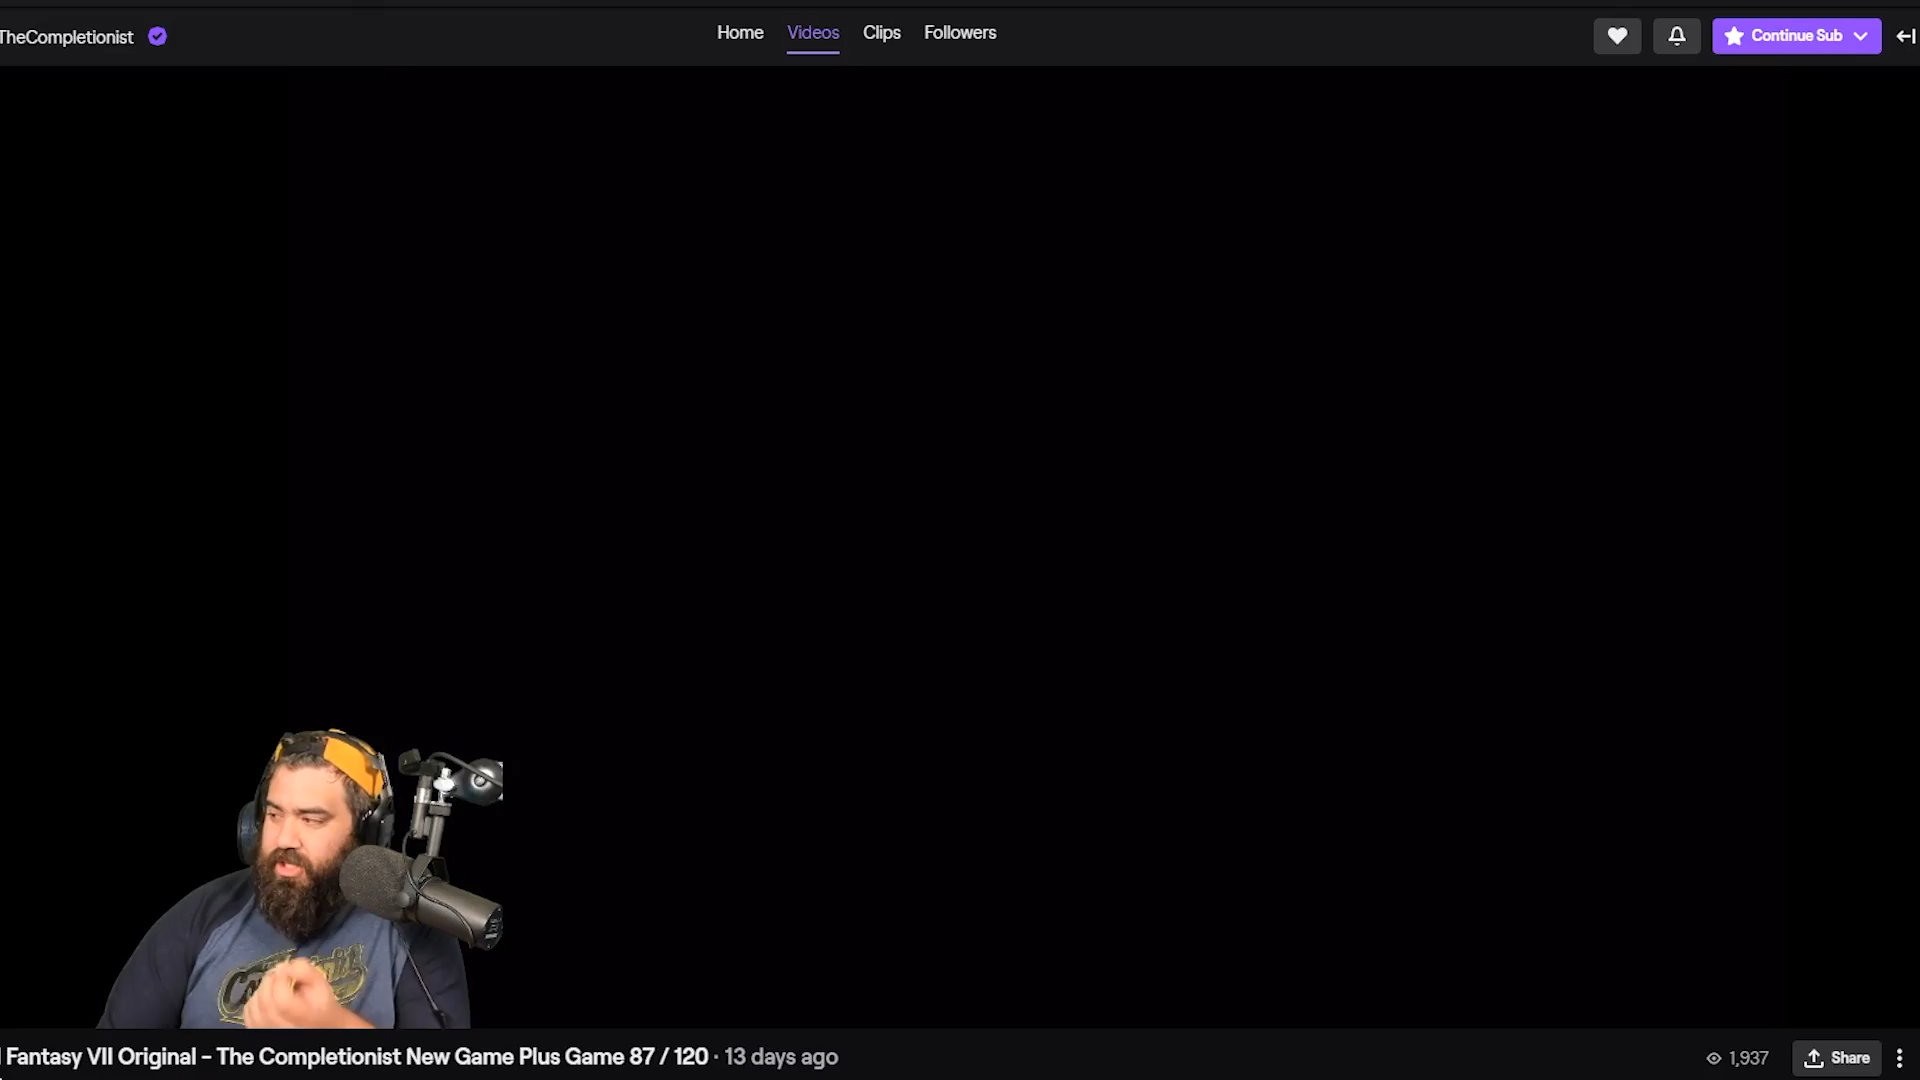 TheCompletionist
Home Videos Clips Followers
Continue Sub
Fantasy VII Original - The Completionist New Game Plus Game 87 / 120 · 13 days ago
1,937
Share